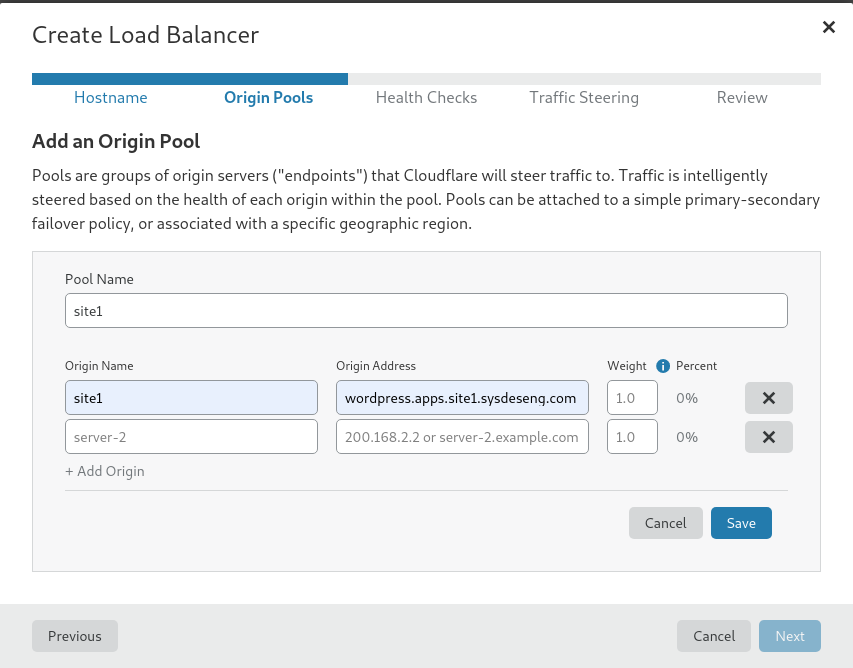 Create Load Balancer
×
Hostname Origin Pools Health Checks Traffic Steering Review
Add an Origin Pool
Pools are groups of origin servers ("endpoints") that Cloudflare will steer traffic to. Traffic is intelligently
steered based on the health of each origin within the pool. Pools can be attached to a simple primary-secondary
failover policy, or associated with a specific geographic region.
Pool Name
site1
Origin Name Origin Address Weight i Percent
site1 wordpress.apps.site1.sysdeseng.com 1.0 0% ×
server-2 200.168.2.2 or server-2.example.com 1.0 0% ×
+ Add Origin
Cancel Save
Previous Cancel Next